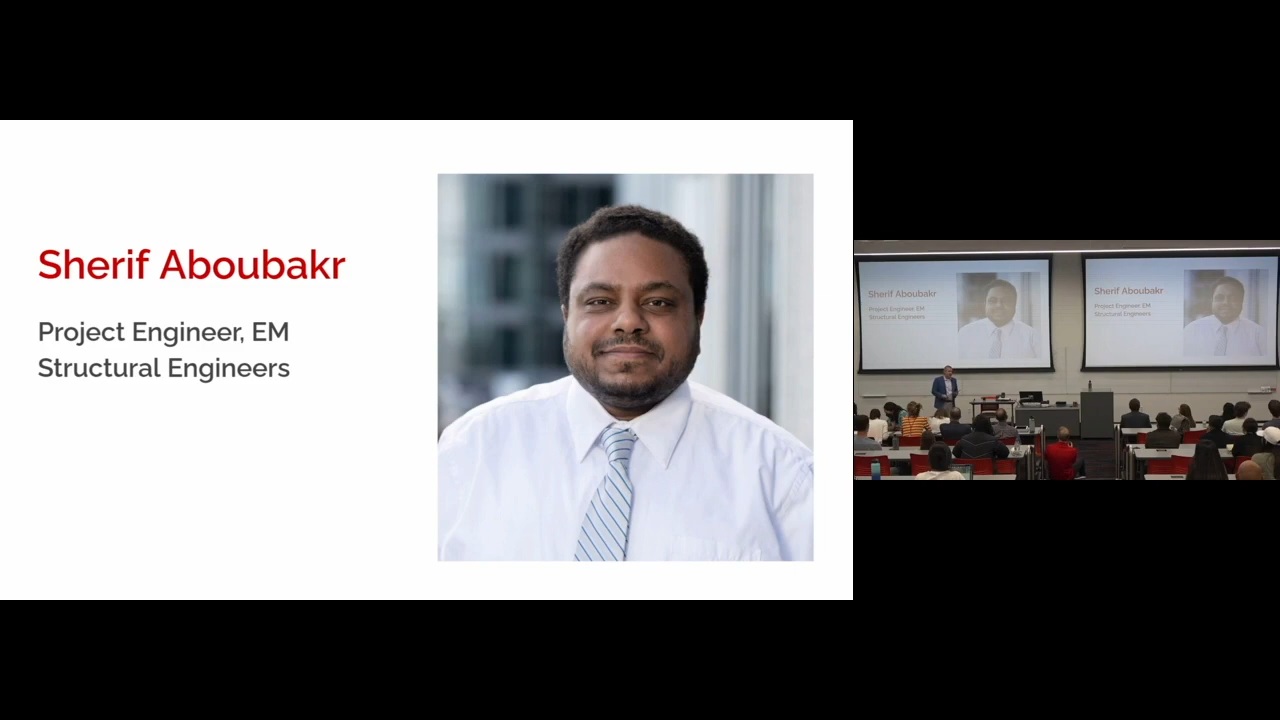 Sherif Aboubakr
Project Engineer, EM
Structural Engineers
Sherif Aboubakr
Project Engineer, EM
Structural Engineers
Sherif Aboubakr
Project Engineer, EM
Structural Engineers